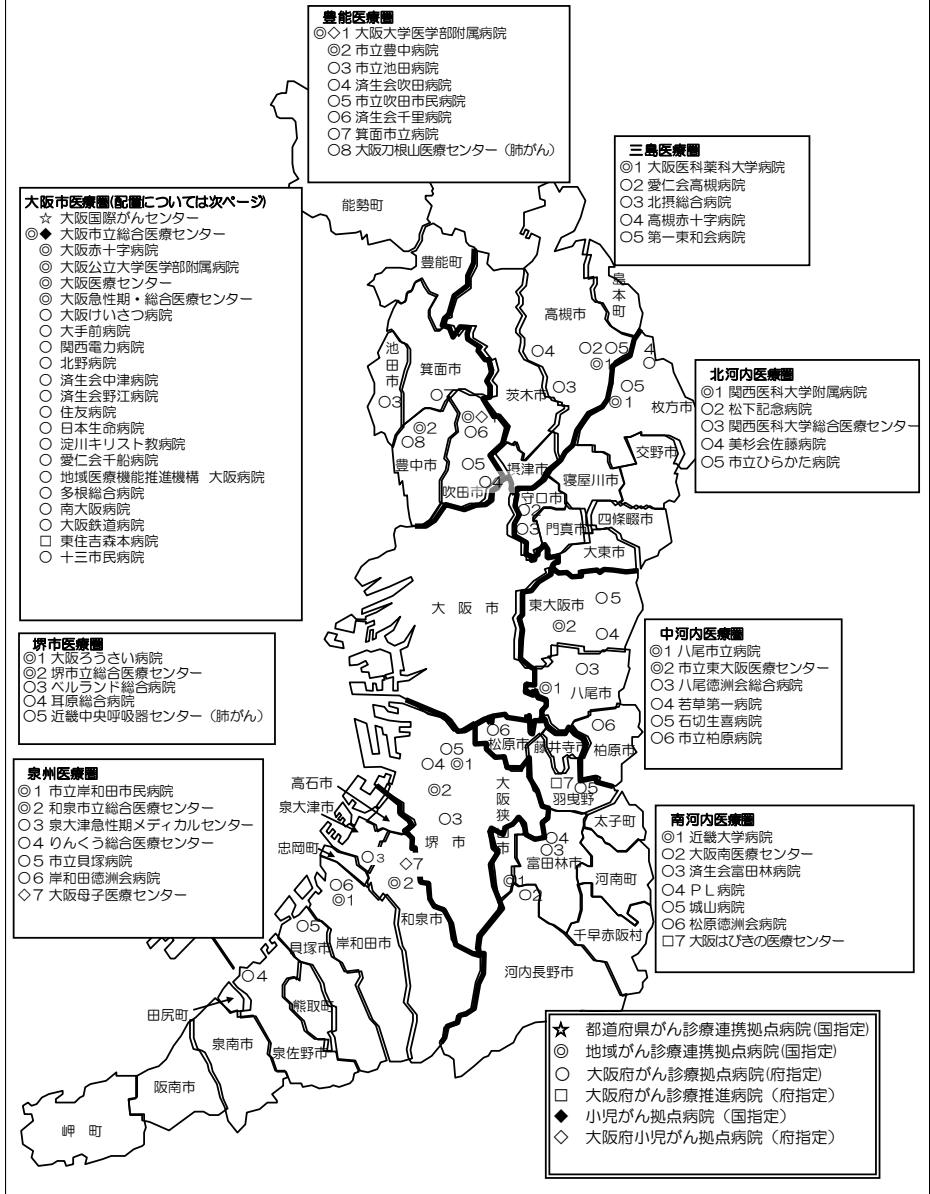 豊能医療圏
◎◇1 大阪大学医学部附属病院
◎2 市立豊中病院
○3 市立池田病院
○4 済生会吹田病院
○5 市立吹田市民病院
○6 済生会千里病院
○7 箕面市立病院
○8 大阪刀根山医療センター（肺がん）
三島医療圏
◎1 大阪医科薬科大学病院
○2 愛仁会高槻病院
○3 北摂総合病院
○4 高槻赤十字病院
○5 第一東和会病院
大阪市医療圏(配置については次ページ)
☆ 大阪国際がんセンター
◎◆ 大阪市立総合医療センター
◎ 大阪赤十字病院
◎ 大阪公立大学医学部附属病院
◎ 大阪医療センター
◎ 大阪急性期・総合医療センター
○ 大阪けいさつ病院
○ 大手前病院
○ 関西電力病院
○ 北野病院
○ 済生会中津病院
○ 済生会野江病院
○ 住友病院
○ 日本生命病院
○ 淀川キリスト教病院
○ 愛仁会千船病院
○ 地域医療機能推進機構 大阪病院
○ 多根総合病院
○ 南大阪病院
○ 大阪鉄道病院
□ 東住吉森本病院
○ 十三市民病院
北河内医療圏
◎1 関西医科大学附属病院
○2 松下記念病院
○3 関西医科大学総合医療センター
○4 美杉会佐藤病院
○5 市立ひらかた病院
堺市医療圏
◎1 大阪ろうさい病院
◎2 堺市立総合医療センター
○3 ベルランド総合病院
○4 耳原総合病院
○5 近畿中央呼吸器センター（肺がん）
中河内医療圏
◎1 八尾市立病院
◎2 市立東大阪医療センター
○3 八尾徳洲会総合病院
○4 若草第一病院
○5 石切生喜病院
○6 市立柏原病院
泉州医療圏
◎1 市立岸和田市民病院
◎2 和泉市立総合医療センター
○3 泉大津急性期メディカルセンター
○4 りんくう総合医療センター
○5 市立貝塚病院
○6 岸和田徳洲会病院
◇7 大阪母子医療センター
南河内医療圏
◎1 近畿大学病院
○2 大阪南医療センター
○3 済生会富田林病院
○4 PL病院
○5 城山病院
○6 松原徳洲会病院
□7 大阪はびきの医療センター
能勢町
豊能町
島本町
高槻市
○4
○2 ○5
◎1
○3
4
○
池田市
○3
箕面市
○7
茨木市
○5
◎1
枚方市
◎2
○8
◎◇
○6
豊中市
○5
吹田市
○4
摂津市
交野市
寝屋川市
守口市
○2
○3
門真市
四條畷市
大東市
大阪市
東大阪市
○5
◎2
○4
○3
◎1
八尾市
○6
松原市
藤井寺市
○6
柏原市
○5
○4 ◎1
◎2
○3
堺市
高石市
泉大津市
忠岡町
大阪狭山市
□7
羽曳野
○5
太子町
○4
○3
富田林市
河南町
◎1
○2
千早赤阪村
河内長野市
○3
◇7
◎2
和泉市
○6
◎1
岸和田市
○5
貝塚市
○4
熊取町
田尻町
泉佐野市
泉南市
阪南市
岬町
☆ 都道府県がん診療連携拠点病院(国指定)
◎ 地域がん診療連携拠点病院(国指定)
○ 大阪府がん診療拠点病院(府指定)
□ 大阪府がん診療推進病院（府指定）
◆ 小児がん拠点病院（国指定）
◇ 大阪府小児がん拠点病院（府指定）